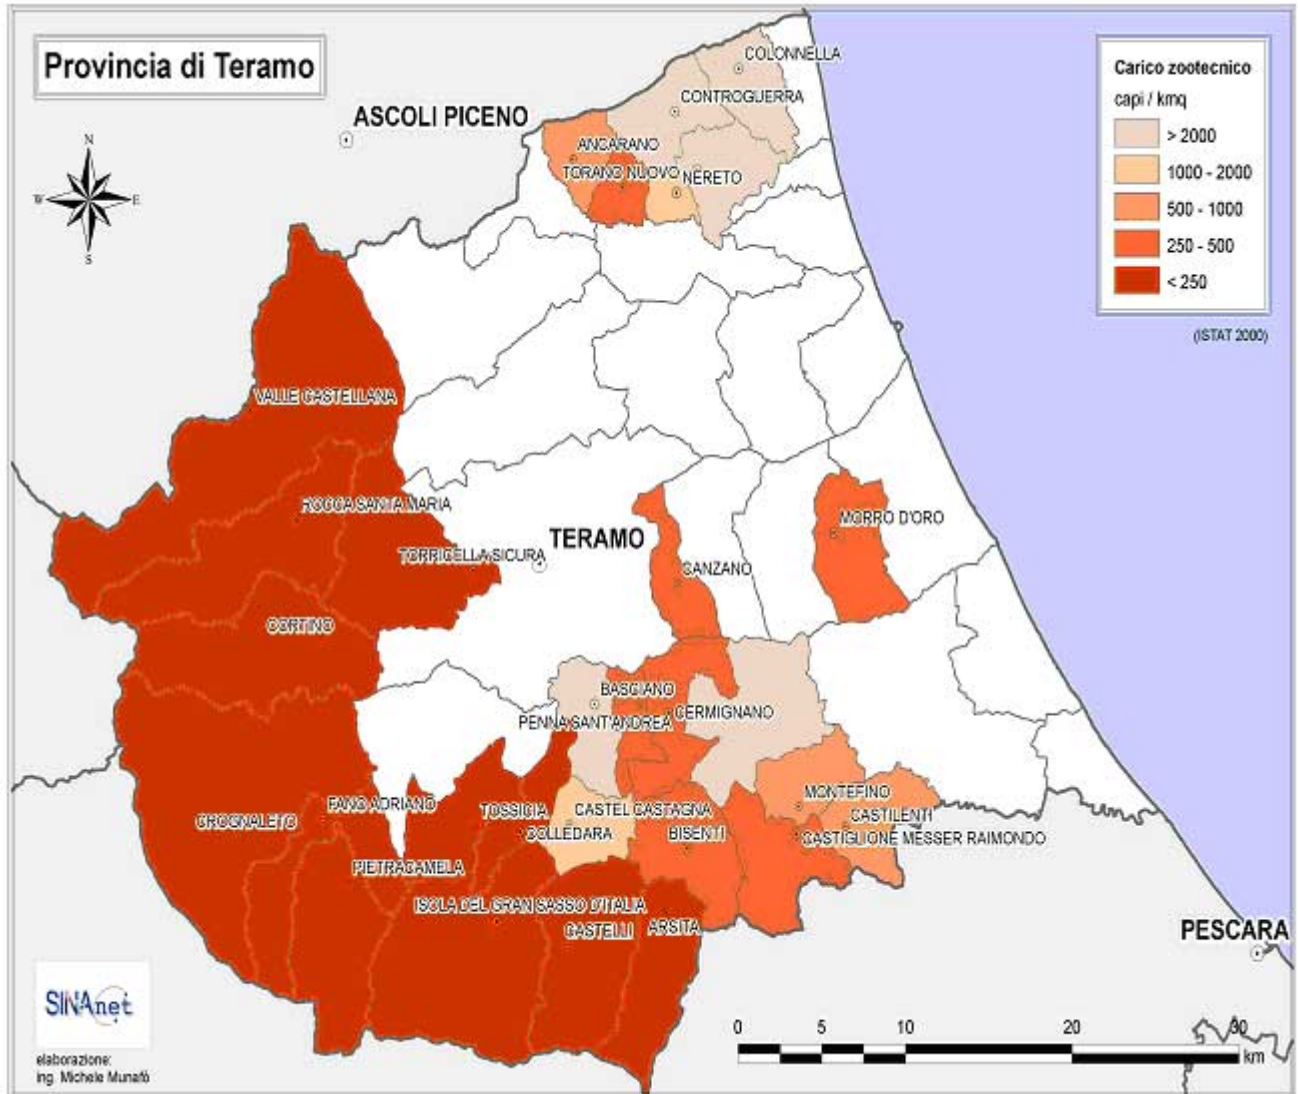 Provincia di Teramo
COLONNELLA
Carico zootecnico
capi / kmq
> 2000
1000 - 2000
500 - 1000
250 - 500
< 250
(ISTAT 2000)
CONTROGUERRA
ASCOLI PICENO
N
W
E
S
ANCARANO
TORANO NUOVO
NERETO
VALLE CASTELLANA
ROCCA SANTA MARIA
MORRO D'ORO
TERAMO
TORRICELLA SICURA
CANZANO
CORTINO
BASCIANO
CERMIGNANO
PENNA SANT'ANDREA
MONTEFINO
FANO ADRIANO
TOSSICIA
CASTEL CASTAGNA
CASTILENTI
CROGNALETO
COLLEDARA
BISENTI
CASTIGLIONE MESSER RAIMONDO
PIETRACAMELA
ISOLA DEL GRAN SASSO D'ITALIA
CASTELLI
ARSITA
PESCARA
SINAnet
elaborazione:
ing. Michele Munafò
0 5 10 20 30
km